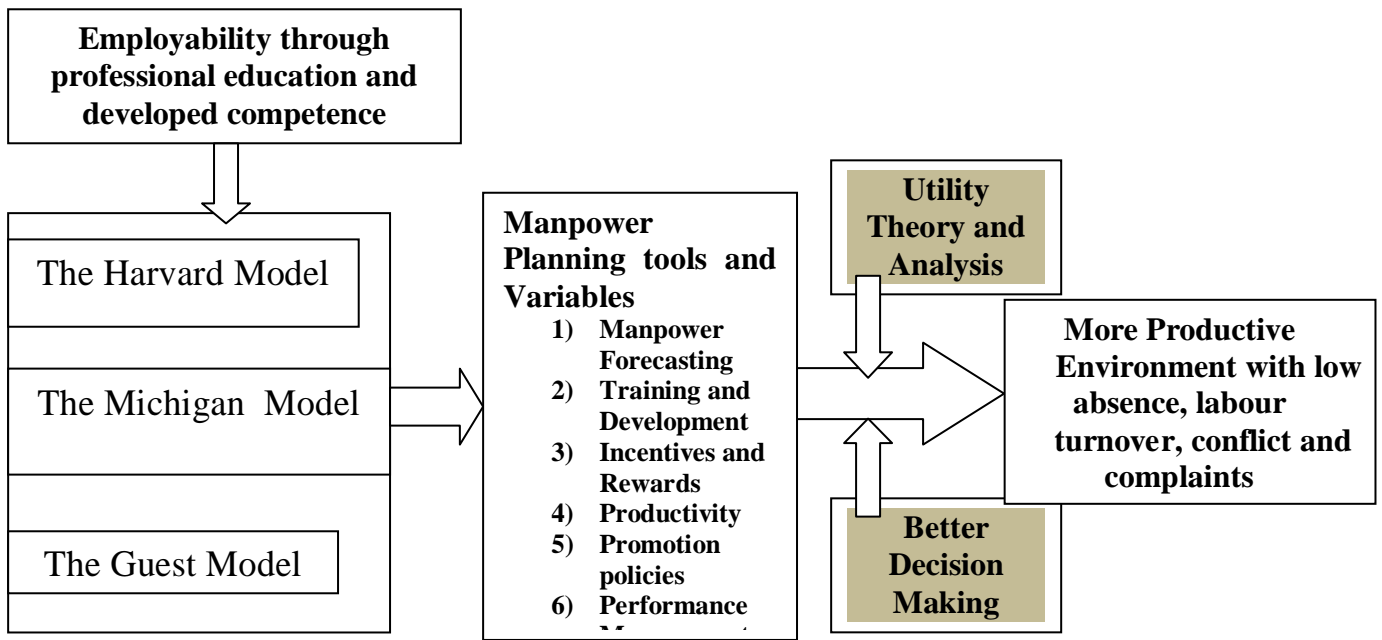 Employability through
professional education and
developed competence
The Harvard Model
The Michigan Model
The Guest Model
Manpower
Planning tools and
Variables
1) Manpower
Forecasting
2) Training and
Development
3) Incentives and
Rewards
4) Productivity
5) Promotion
policies
6) Performance
Utility
Theory and
Analysis
Better
Decision
Making
More Productive
Environment with low
absence, labour
turnover, conflict and
complaints